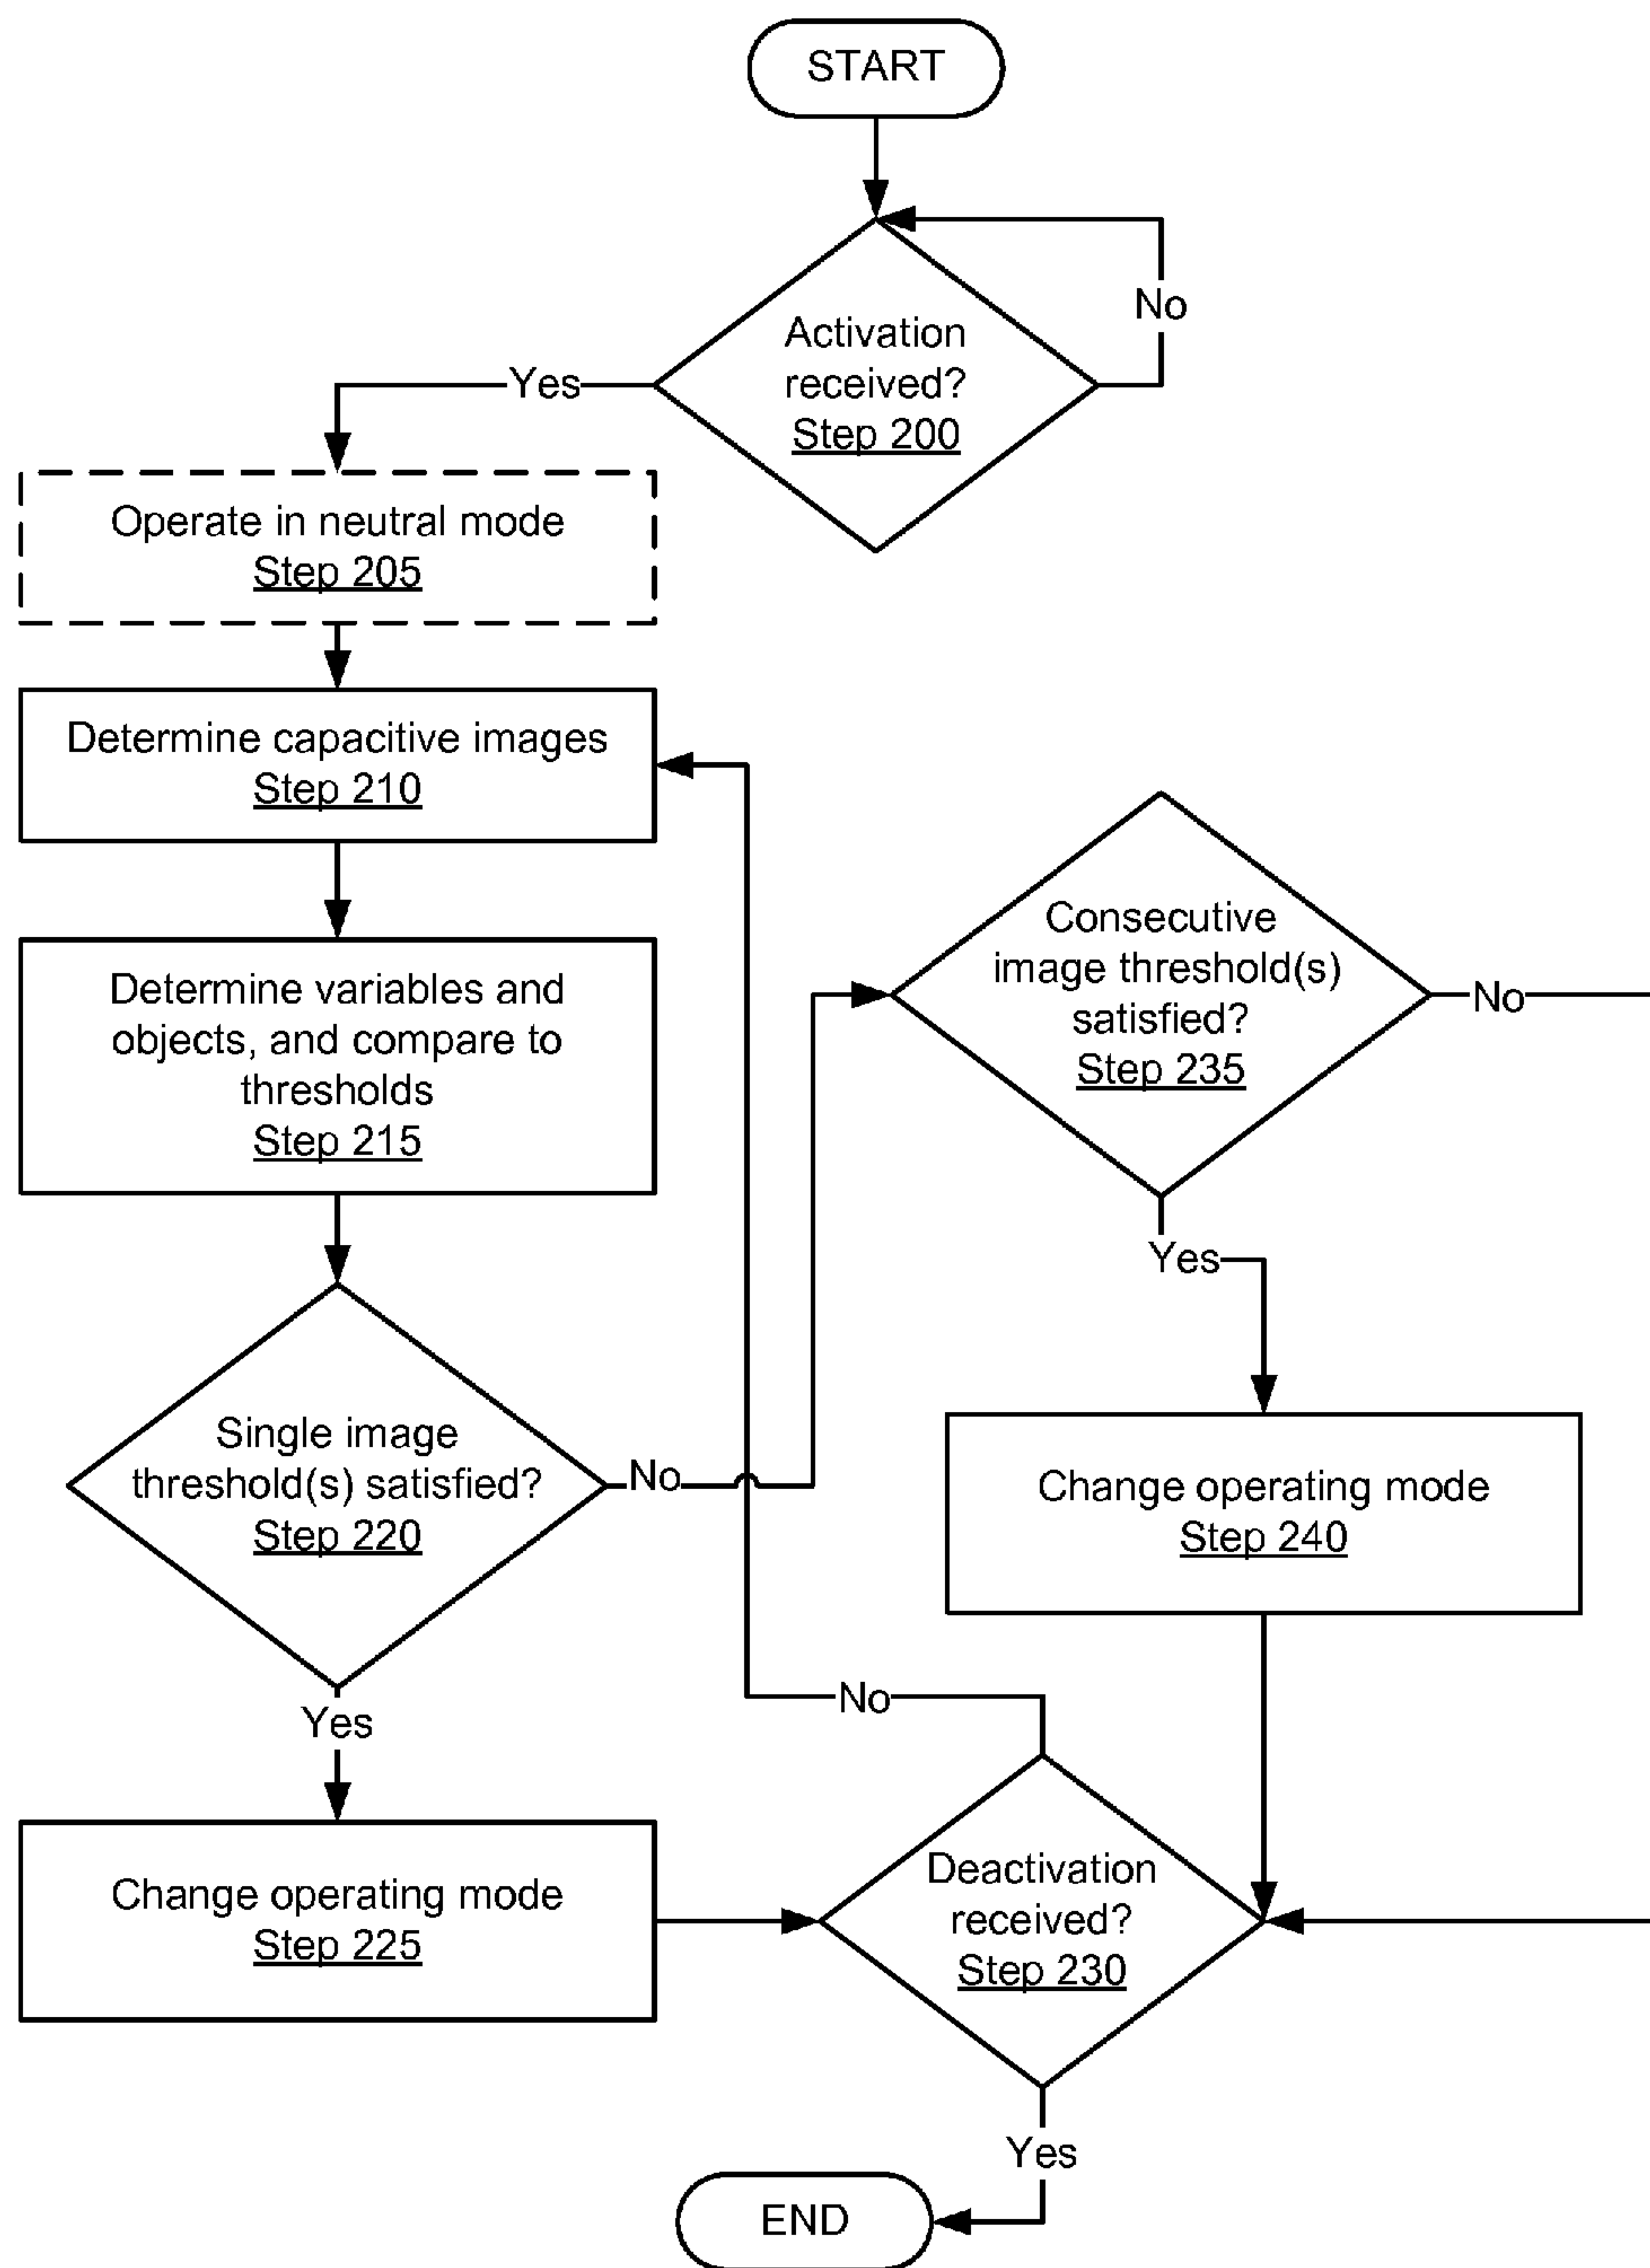 START
Activation
received?
Step 200
No
Yes
Operate in neutral mode
Step 205
Determine capacitive images
Step 210
Determine variables and
objects, and compare to
thresholds
Step 215
Single image
threshold(s) satisfied?
Step 220
No
Yes
Change operating mode
Step 225
Consecutive
image threshold(s)
satisfied?
Step 235
No
Yes
Change operating mode
Step 240
No
Deactivation
received?
Step 230
Yes
END